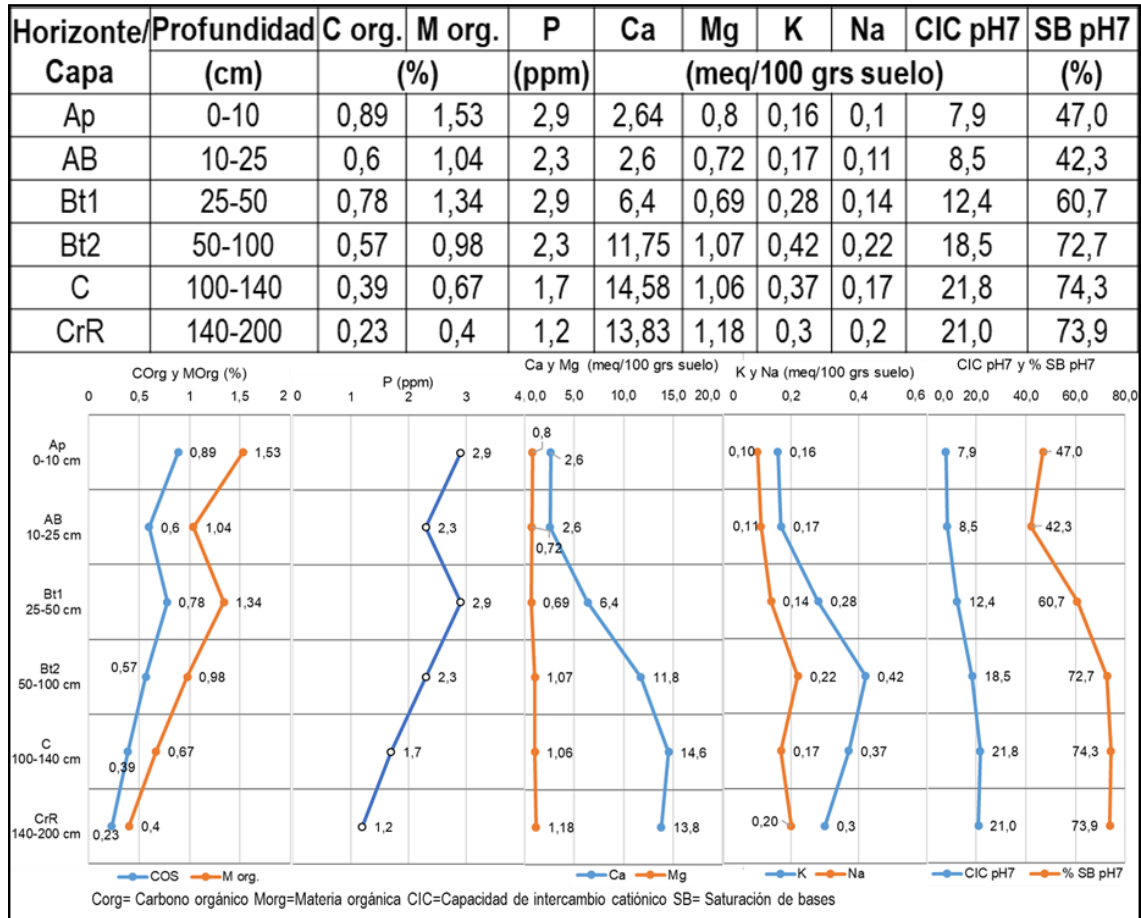 Horizonte/ Profundidad C org. M org. P Ca Mg K Na CIC pH7 SB pH7
Capa (cm) (%) (ppm) (meq/100 grs suelo) (%)
Ap 0-10 0,89 1,53 2,9 2,64 0,8 0,16 0,1 7,9 47,0
AB 10-25 0,6 1,04 2,3 2,6 0,72 0,17 0,11 8,5 42,3
Bt1 25-50 0,78 1,34 2,9 6,4 0,69 0,28 0,14 12,4 60,7
Bt2 50-100 0,57 0,98 2,3 11,75 1,07 0,42 0,22 18,5 72,7
C 100-140 0,39 0,67 1,7 14,58 1,06 0,37 0,17 21,8 74,3
CrR 140-200 0,23 0,4 1,2 13,83 1,18 0,3 0,2 21,0 73,9
COrg y MOrg (%) P (ppm) Ca y Mg (meq/100 grs suelo) K y Na (meq/100 grs suelo) CIC pH7 y % SB pH7
0 0,5 1 1,5 2 0 1 2 3 4 0,0 5,0 10,0 15,0 20,0 0 0,2 0,4 0,6 0,0 20,0 40,0 60,0 80,0
Ap
0-10 cm
0,89 1,53 2,9 0,8 2,6 0,10 0,16 7,9 47,0
AB
10-25 cm
0,6 1,04 2,3 0,72 2,6 0,11 0,17 8,5 42,3
Bt1
25-50 cm
0,78 1,34 2,9 0,69 6,4 0,14 0,28 12,4 60,7
Bt2
50-100 cm
0,57 0,98 2,3 1,07 11,8 0,22 0,42 18,5 72,7
C
100-140 cm
0,39 0,67 1,7 1,06 14,6 0,17 0,37 21,8 74,3
CrR
140-200 cm
0,23 0,4 1,2 1,18 13,8 0,20 0,3 21,0 73,9
COS M org. Ca Mg K Na CIC pH7 % SB pH7
Corg= Carbono orgánico Morg=Materia orgánica CIC=Capacidad de intercambio catiónico SB= Saturación de bases